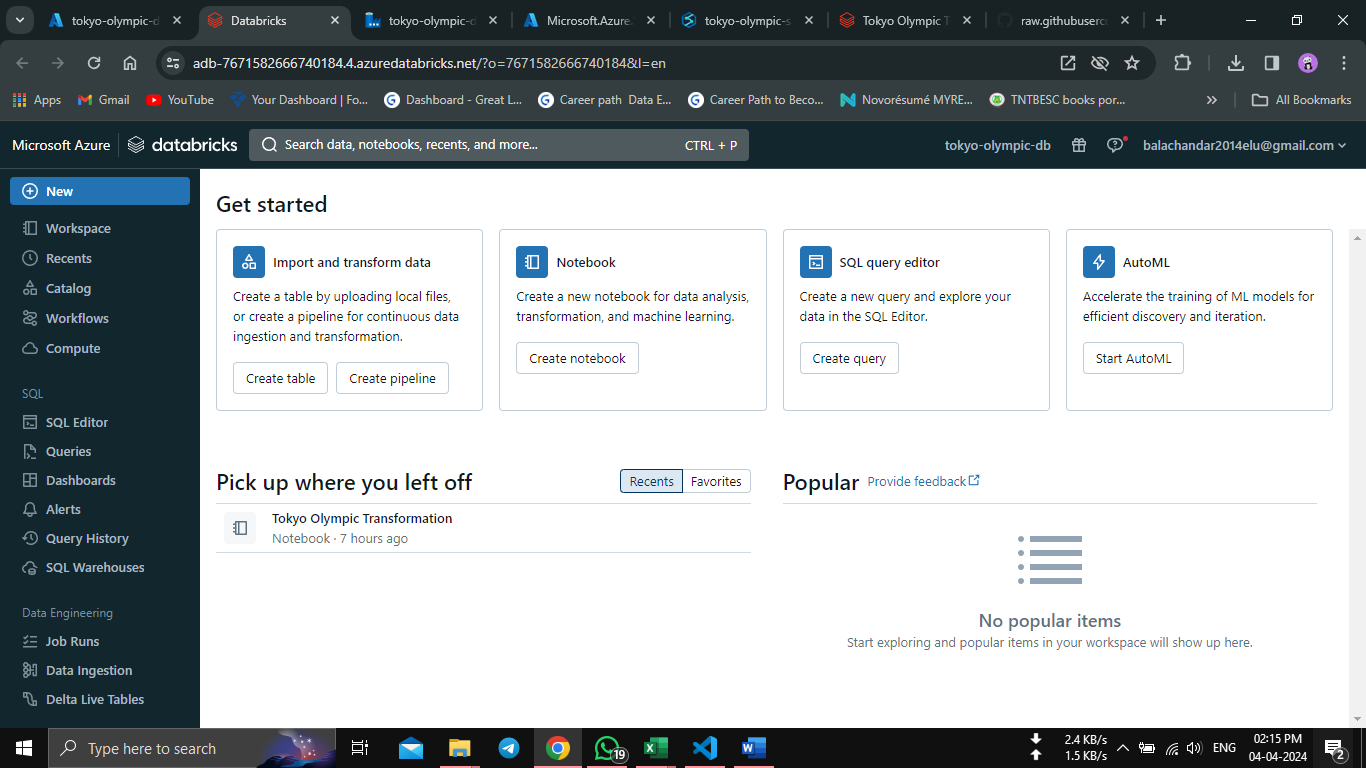 tokyo-olympic-d
Databricks
tokyo-olympic-d
Microsoft.Azure.
tokyo-olympic-s
Tokyo Olympic T
raw.githubuserc
adb-7671582666740184.4.azuredatabricks.net/?o=7671582666740184&l=en
Apps
Gmail
YouTube
Your Dashboard | Fo...
Dashboard - Great L...
Career path Data E...
Career Path to Beco...
Novorésumé MYRE...
TNTBESC books por...
All Bookmarks
Microsoft Azure
databricks
Search data, notebooks, recents, and more...
CTRL + P
tokyo-olympic-db
balachandar2014elu@gmail.com
New
Workspace
Recents
Catalog
Workflows
Compute
SQL
SQL Editor
Queries
Dashboards
Alerts
Query History
SQL Warehouses
Data Engineering
Job Runs
Data Ingestion
Delta Live Tables
Get started
Import and transform data
Create a table by uploading local files,
or create a pipeline for continuous data
ingestion and transformation.
Create table
Create pipeline
Notebook
Create a new notebook for data analysis,
transformation, and machine learning.
Create notebook
SQL query editor
Create a new query and explore your
data in the SQL Editor.
Create query
AutoML
Accelerate the training of ML models for
efficient discovery and iteration.
Start AutoML
Pick up where you left off
Recents
Favorites
Tokyo Olympic Transformation
Notebook · 7 hours ago
Popular
Provide feedback
No popular items
Start exploring and popular items in your workspace will show up here.
Type here to search
19
2.4 KB/s
1.5 KB/s
ENG
02:15 PM
04-04-2024
2